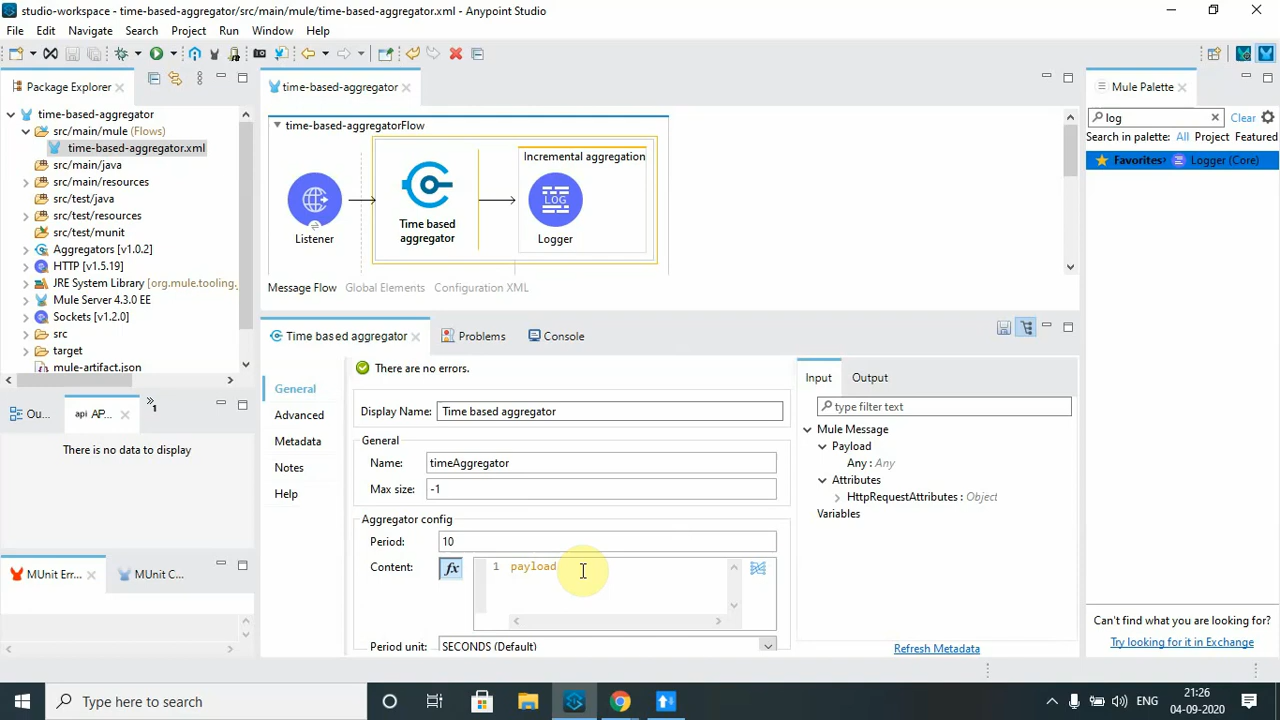 studio-workspace - time-based-aggregator/src/main/mule/time-based-aggregator.xml - Anypoint Studio
File Edit Navigate Search Project Run Window Help
Package Explorer
time-based-aggregator
src/main/mule (Flows)
time-based-aggregator.xml
src/main/java
src/main/resources
src/test/java
src/test/resources
src/test/munit
Aggregators [v1.0.2]
HTTP [v1.5.19]
JRE System Library [org.mule.tooling.
Mule Server 4.3.0 EE
Sockets [v1.2.0]
src
target
mule-artifact.json
Ou... api AP... 1
There is no data to display
MUnit Err... MUnit C...
time-based-aggregator
time-based-aggregatorFlow
Incremental aggregation
LOG
Listener
Time based
aggregator
Logger
Message Flow Global Elements Configuration XML
Time based aggregator Problems Console
General
Advanced
Metadata
Notes
Help
There are no errors.
Display Name: Time based aggregator
General
Name: timeAggregator
Max size: -1
Aggregator config
Period: 10
Content: fx 1 payload
Period unit: SECONDS (Default)
Input Output
type filter text
Mule Message
Payload
Any : Any
Attributes
HttpRequestAttributes : Object
Variables
Refresh Metadata
Mule Palette
log Clear
Search in palette: All Project Featured
Favorites Logger (Core)
Can't find what you are looking for?
Try looking for it in Exchange
Type here to search
ENG
21:26
04-09-2020